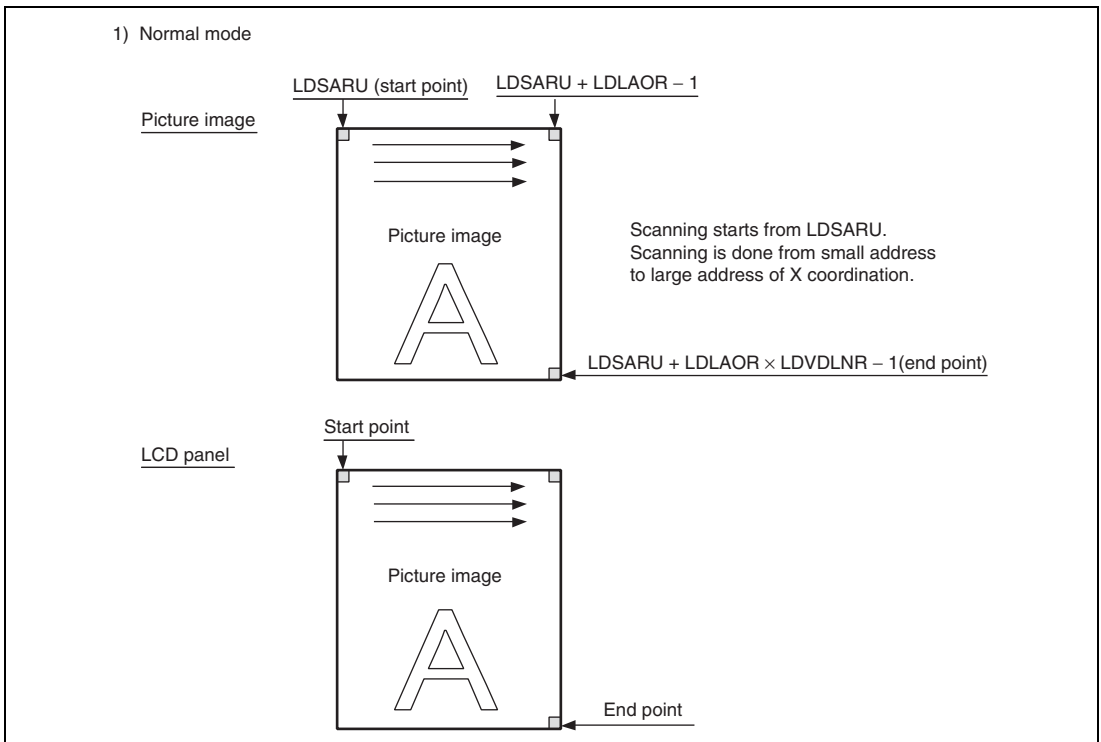 1) Normal mode
LDSARU (start point)
LDSARU + LDLAOR – 1
Picture image
Picture image
A
Scanning starts from LDSARU.
Scanning is done from small address
to large address of X coordination.
LDSARU + LDLAOR × LDVDLNR – 1(end point)
Start point
LCD panel
Picture image
A
End point